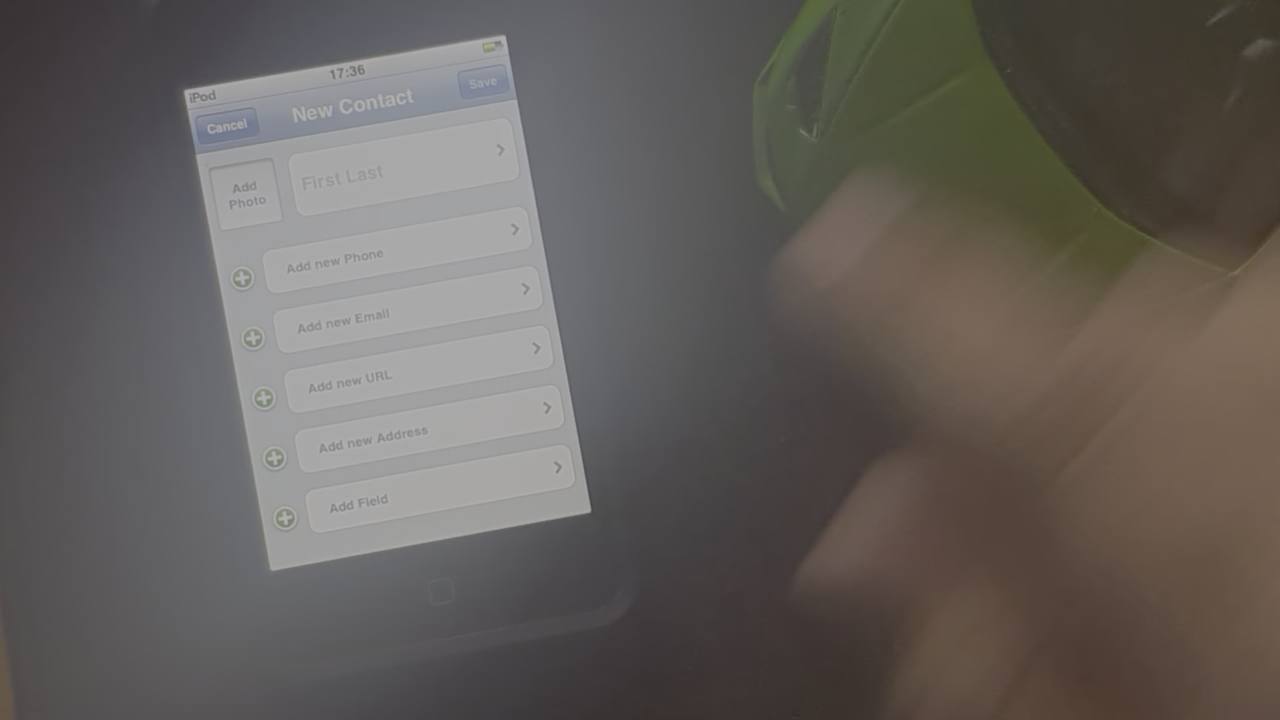 iPod
17:36
Cancel
New Contact
Save
Add
Photo
First Last
Add new Phone
Add new Email
Add new URL
Add new Address
Add Field